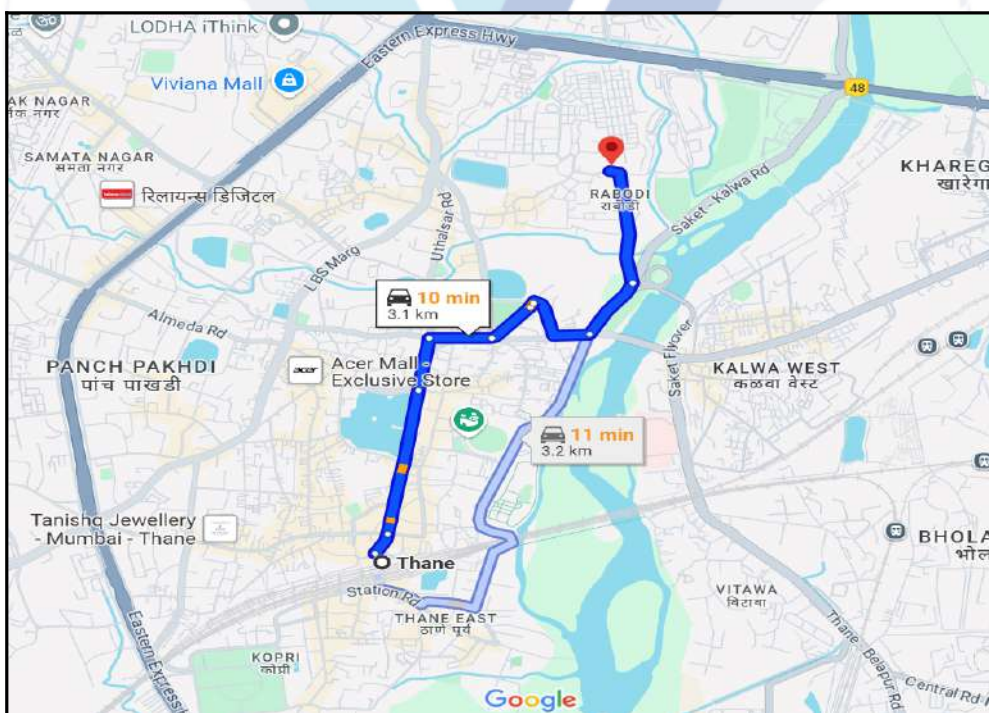 LODHA iThink
Eastern Express Hwy
Viviana Mall
48
AK NAGAR
SAMATA NAGAR
समता नगर
रिलायन्स डिजिटल
RABODI
राबोडी
Saket - Kalwa Rd
KHAREG
खारेगा
Uthalsar Rd
LBS Marg
10 min
3.1 km
Almeda Rd
PANCH PAKHDI
पांच पाखडी
acer
Acer Mall -
Exclusive Store
Saket Flyover
KALWA WEST
कळवा वेस्ट
11 min
3.2 km
Tanishq Jewellery
- Mumbai - Thane
Thane
BHOLA
भोल
Station Rd
THANE EAST
ठाणे पूर्व
VITAWA
विटावा
KOPRI
कोप्री
Eastern Express
Thane - Belapur Rd
Central Rd
Google